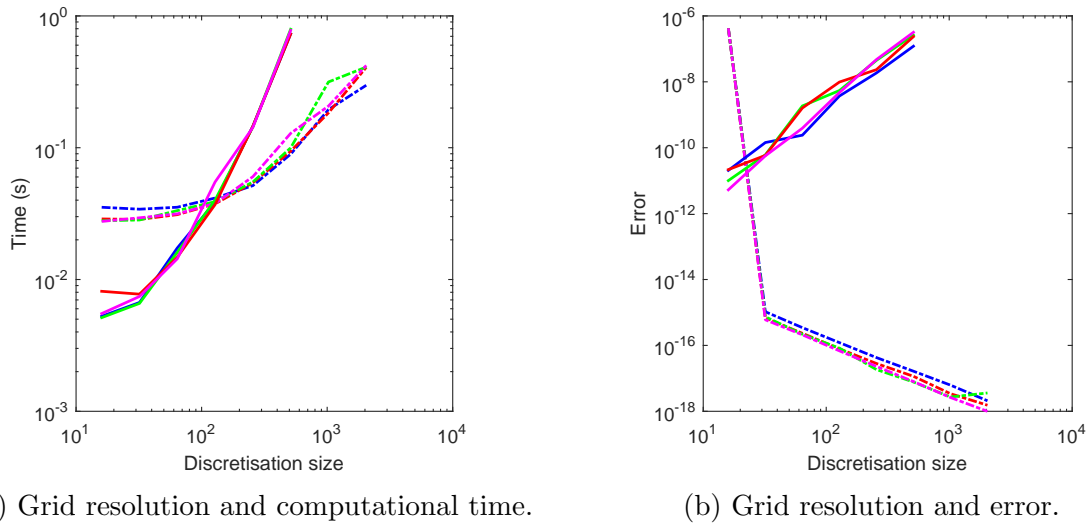 10^0
10^-1
10^-2
10^-3
Time (s)
10^1 10^2 10^3 10^4
Discretisation size
10^-6
10^-8
10^-10
10^-12
10^-14
10^-16
10^-18
Error
10^1 10^2 10^3 10^4
Discretisation size
) Grid resolution and computational time.
(b) Grid resolution and error.